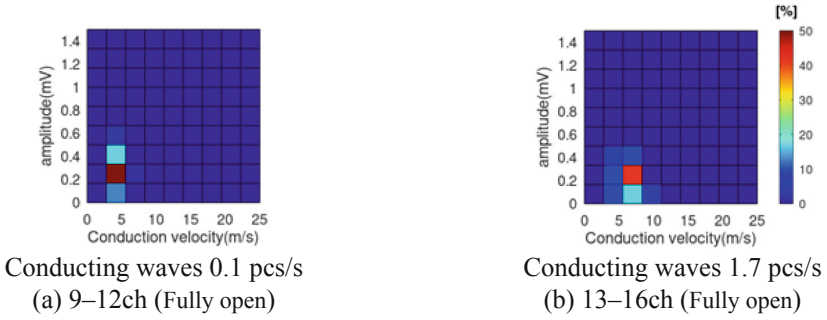 [%]
1.4
1.2
1
0.8
0.6
0.4
0.2
0
amplitude(mV)
0 5 10 15 20 25
Conduction velocity(m/s)
Conducting waves 0.1 pcs/s
(a) 9–12ch (Fully open)
1.4
1.2
1
0.8
0.6
0.4
0.2
0
amplitude(mV)
0 5 10 15 20 25
Conduction velocity(m/s)
50
40
30
20
10
0
Conducting waves 1.7 pcs/s
(b) 13–16ch (Fully open)